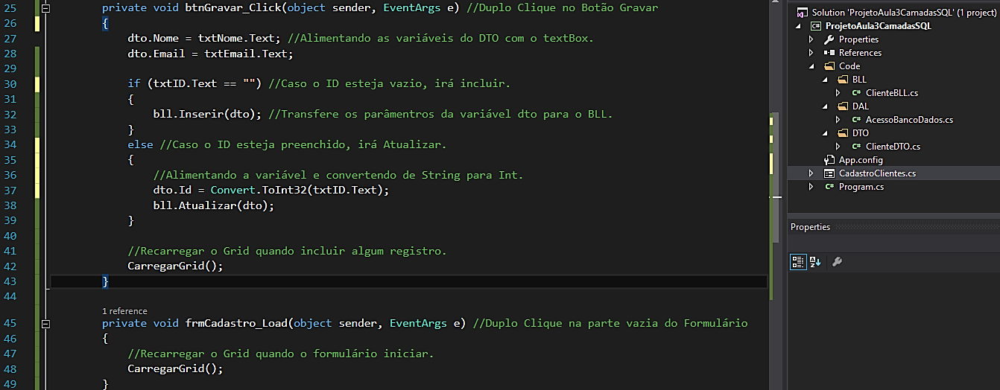 25 private void btnGravar_Click(object sender, EventArgs e) //Duplo Clique no Botão Gravar
26 {
27 dto.Nome = txtNome.Text; //Alimentando as variáveis do DTO com o textBox.
28 dto.Email = txtEmail.Text;
29
30 if (txtID.Text == "") //Caso o ID esteja vazio, irá incluir.
31 {
32 bll.Inserir(dto); //Transfere os parâmentros da variável dto para o BLL.
33 }
34 else //Caso o ID esteja preenchido, irá Atualizar.
35 {
36 //Alimentando a variável e convertendo de String para Int.
37 dto.Id = Convert.ToInt32(txtID.Text);
38 bll.Atualizar(dto);
39 }
40
41 //Recarregar o Grid quando incluir algum registro.
42 CarregarGrid();
43 }
44
1 reference
45 private void frmCadastro_Load(object sender, EventArgs e) //Duplo Clique na parte vazia do Formulário
46 {
47 //Recarregar o Grid quando o formulário iniciar.
48 CarregarGrid();
49 }
Solution 'ProjetoAula3CamadasSQL' (1 project)
C# ProjetoAula3CamadasSQL
Properties
References
Code
BLL
C# ClienteBLL.cs
DAL
C# AcessoBancoDados.cs
DTO
C# ClienteDTO.cs
App.config
CadastroClientes.cs
C# Program.cs
Properties